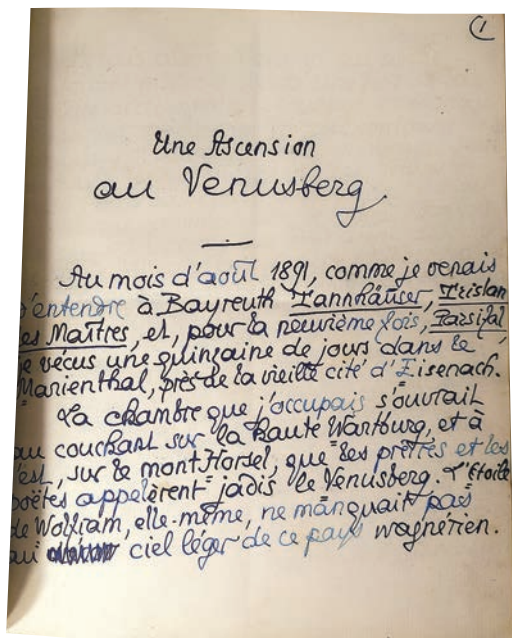 1
Une Ascension
au Venusberg.
Au mois d'août 1891, comme je venais
d'entendre à Bayreuth Tannhäuser, Tristan
les Maîtres, et, pour la neuvième fois, Parsifal,
je vécus une quinzaine de jours dans le
Marienthal, près de la vieille cité d'Eisenach.
La chambre que j'occupais s'ouvrait
au couchant sur la haute Wartburg, et à
l'est, sur le mont Horsel, que les prêtres et les
poètes appelèrent jadis le Venusberg. L'étoile
de Wolfram, elle-même, ne manquait pas
au ciel léger de ce pays wagnérien.